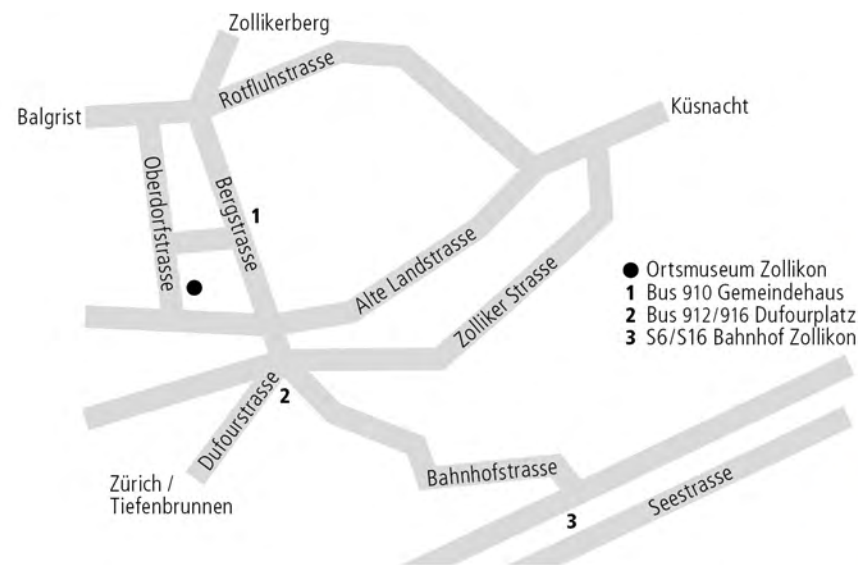 Zollikerberg
Rotfluhstrasse
Balgrist
Küsnacht
Oberdorfstrasse
Bergstrasse
1
Alte Landstrasse
Zolliker Strasse
● Ortsmuseum Zollikon
1 Bus 910 Gemeindehaus
2 Bus 912/916 Dufourplatz
3 S6/S16 Bahnhof Zollikon
Dufourstrasse
2
Zürich /
Tiefenbrunnen
Bahnhofstrasse
Seestrasse
3